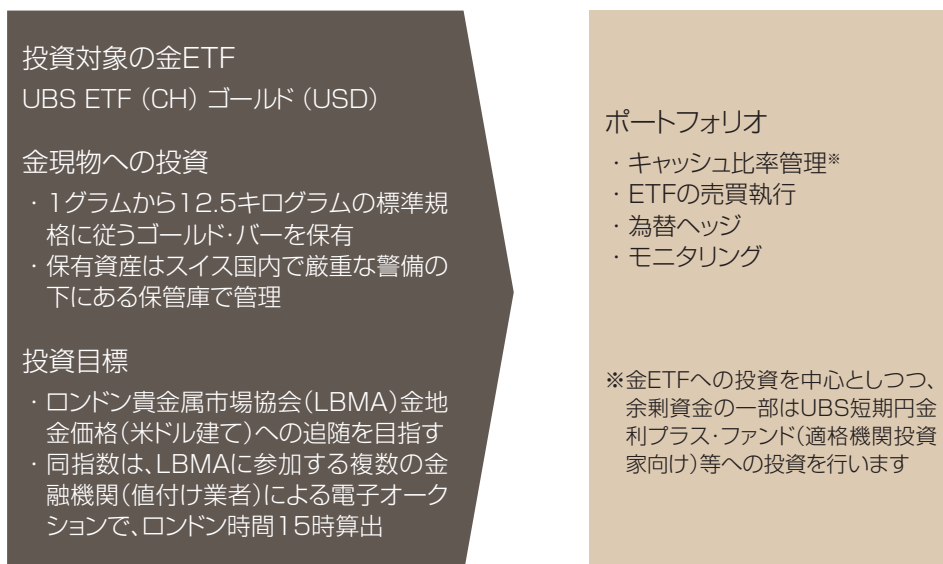 投資対象の金ETF
UBS ETF (CH) ゴールド (USD)
金現物への投資
・1グラムから12.5キログラムの標準規
格に従うゴールド・バーを保有
・保有資産はスイス国内で厳重な警備の
下にある保管庫で管理
投資目標
・ロンドン貴金属市場協会(LBMA)金地
金価格(米ドル建て)への追随を目指す
・同指数は、LBMAに参加する複数の金
融機関(値付け業者)による電子オーク
ションで、ロンドン時間15時算出
ポートフォリオ
・キャッシュ比率管理※
・ETFの売買執行
・為替ヘッジ
・モニタリング
※金ETFへの投資を中心としつつ、
余剰資金の一部はUBS短期円金
利プラス・ファンド(適格機関投資
家向け)等への投資を行います